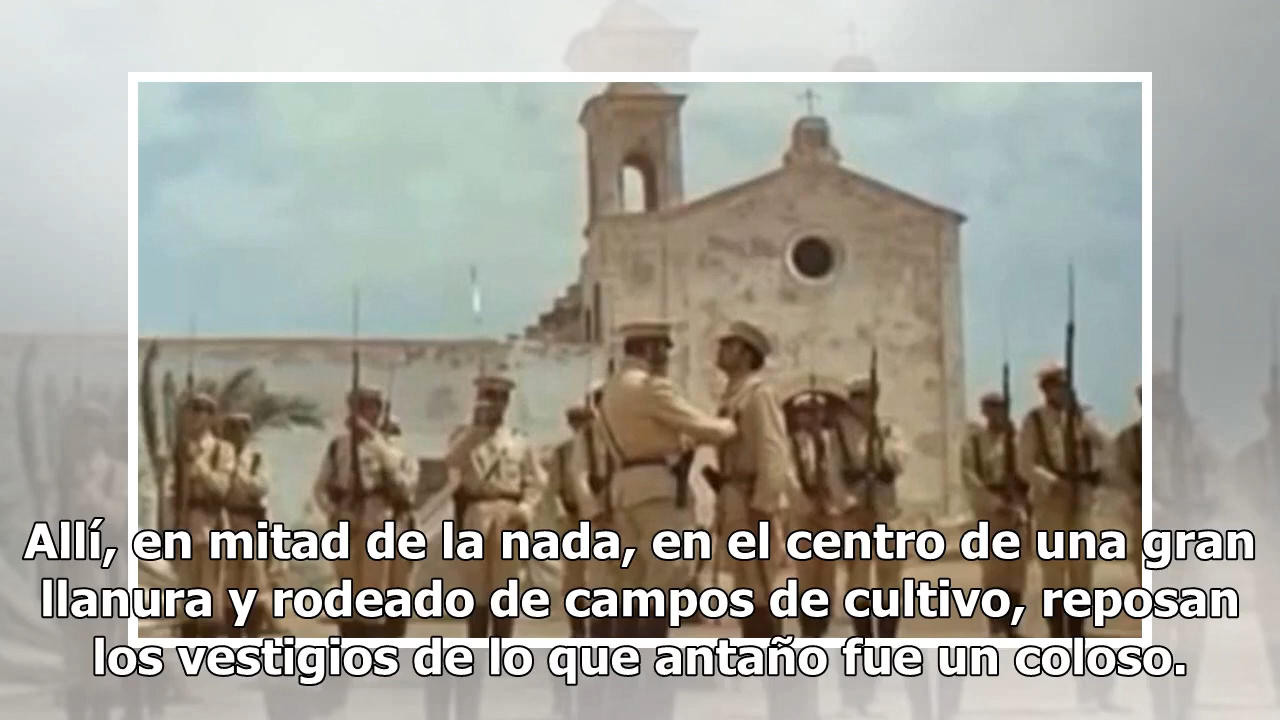 Allí, en mitad de la nada, en el centro de una gran
llanura y rodeado de campos de cultivo, reposan
los vestigios de lo que antaño fue un coloso.